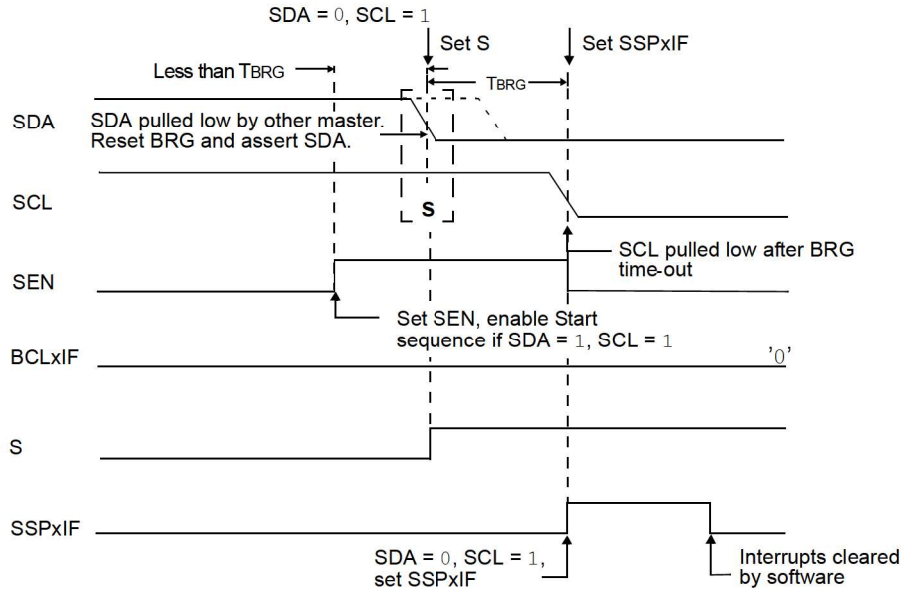 SDA = 0, SCL = 1
Set S
Set SSPxIF
Less than TBRG
TBRG
SDA
SDA pulled low by other master.
Reset BRG and assert SDA.
SCL
S
SCL pulled low after BRG
time-out
SEN
Set SEN, enable Start
sequence if SDA = 1, SCL = 1
BCLxIF
'0'
S
SSPxIF
SDA = 0, SCL = 1,
set SSPxIF
Interrupts cleared
by software